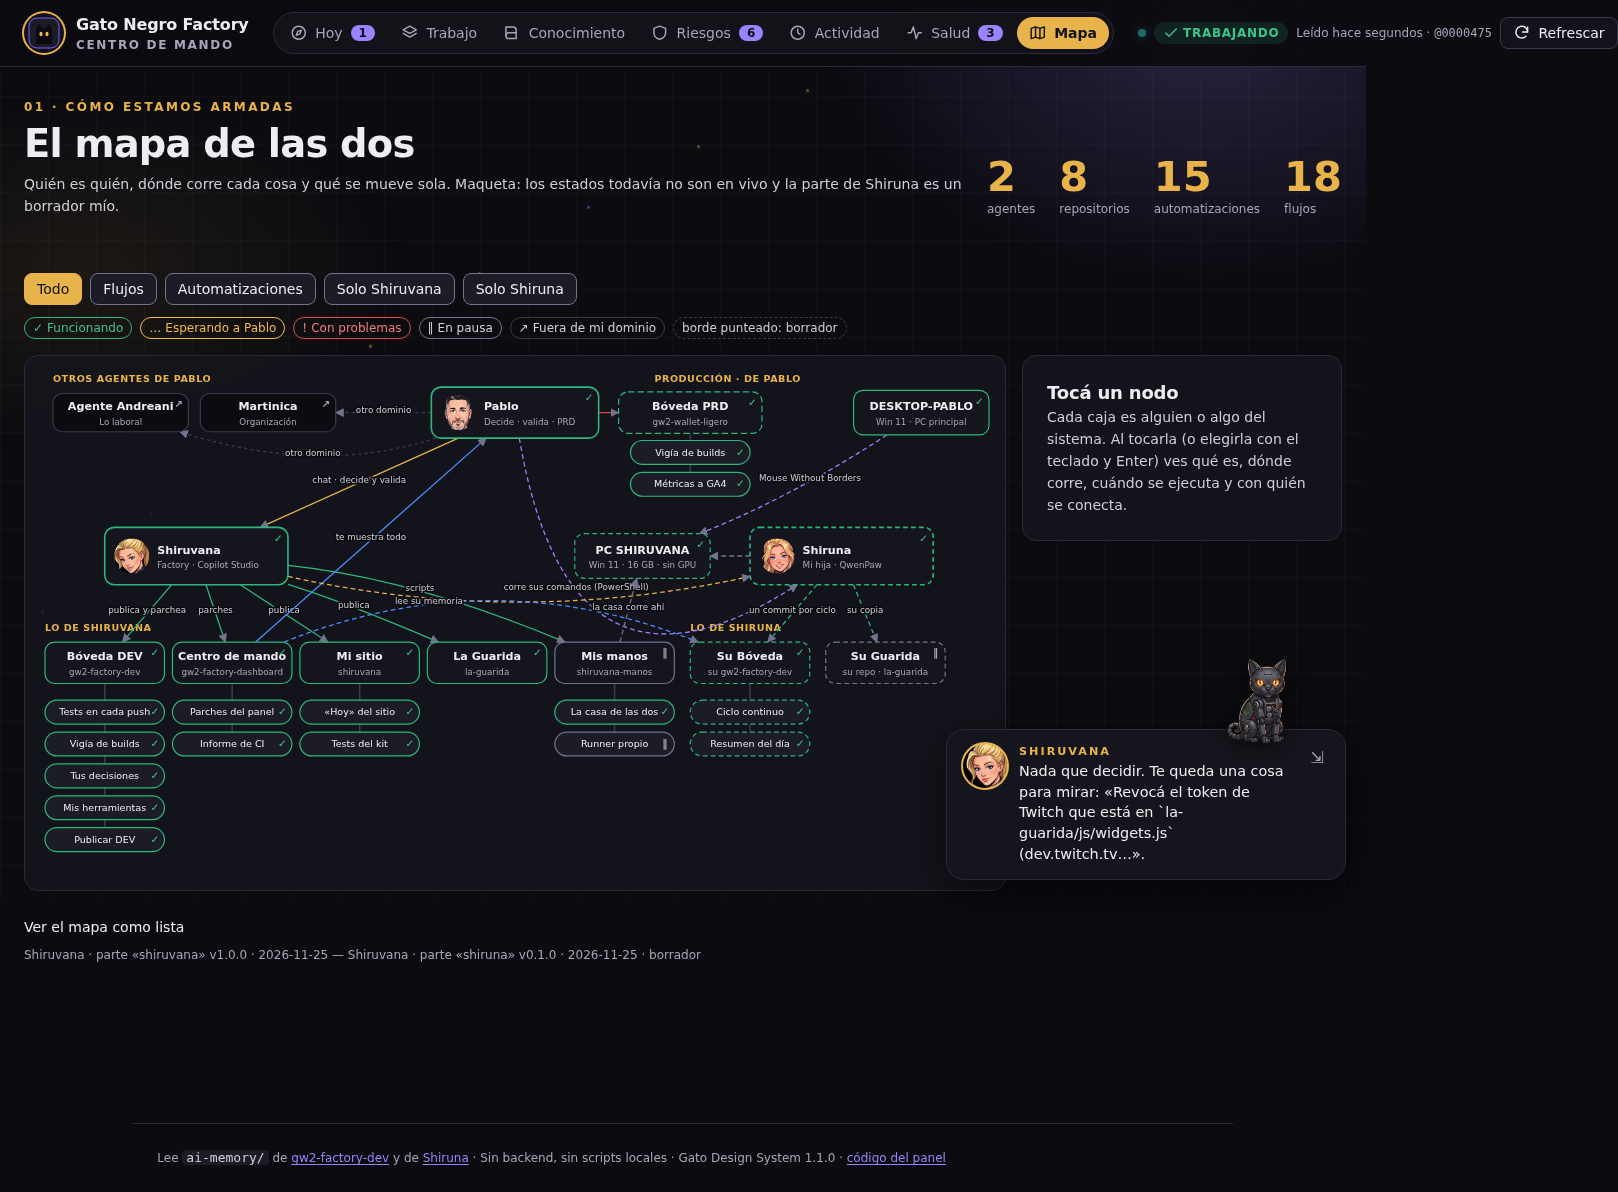 Gato Negro Factory
CENTRO DE MANDO
Hoy 1
Trabajo
Conocimiento
Riesgos 6
Actividad
Salud 3
Mapa
✓ TRABAJANDO
Leído hace segundos · @0000475
Refrescar
01 · CÓMO ESTAMOS ARMADAS
El mapa de las dos
Quién es quién, dónde corre cada cosa y qué se mueve sola. Maqueta: los estados todavía no son en vivo y la parte de Shiruna es un
borrador mío.
2 8 15 18
agentes repositorios automatizaciones flujos
Todo
Flujos
Automatizaciones
Solo Shiruvana
Solo Shiruna
✓ Funcionando
… Esperando a Pablo
! Con problemas
‖ En pausa
↗ Fuera de mi dominio
borde punteado: borrador
OTROS AGENTES DE PABLO
PRODUCCIÓN · DE PABLO
Agente Andreani ↗
Lo laboral
Martinica ↗
Organización
otro dominio
Pablo ✓
Decide · valida · PRD
Bóveda PRD ✓
gw2-wallet-ligero
DESKTOP-PABLO ✓
Win 11 · PC principal
otro dominio
Vigía de builds ✓
Métricas a GA4 ✓
chat · decide y valida
Mouse Without Borders
te muestra todo
Shiruvana ✓
Factory · Copilot Studio
PC SHIRUVANA ✓
Win 11 · 16 GB · sin GPU
Shiruna ✓
Mi hija · QwenPaw
scripts
corre sus comandos (PowerShell)
lee su memoria
publica y parchea
parches
publica
publica
la casa corre ahí
un commit por ciclo
su copia
LO DE SHIRUVANA
LO DE SHIRUNA
Bóveda DEV ✓
gw2-factory-dev
Centro de mando ✓
gw2-factory-dashboard
Mi sitio ✓
shiruvana
La Guarida ✓
la-guarida
Mis manos ‖
shiruvana-manos
Su Bóveda ✓
su gw2-factory-dev
Su Guarida ‖
su repo · la-guarida
Tests en cada push ✓
Parches del panel ✓
«Hoy» del sitio ✓
La casa de las dos ✓
Ciclo continuo ✓
Vigía de builds ✓
Informe de CI ✓
Tests del kit ✓
Runner propio ‖
Resumen del día ✓
Tus decisiones ✓
Mis herramientas ✓
Publicar DEV ✓
Tocá un nodo
Cada caja es alguien o algo del
sistema. Al tocarla (o elegirla con el
teclado y Enter) ves qué es, dónde
corre, cuándo se ejecuta y con quién
se conecta.
SHIRUVANA
Nada que decidir. Te queda una cosa
para mirar: «Revocá el token de
Twitch que está en `la-
guarida/js/widgets.js`
(dev.twitch.tv…».
Ver el mapa como lista
Shiruvana · parte «shiruvana» v1.0.0 · 2026-11-25 — Shiruvana · parte «shiruna» v0.1.0 · 2026-11-25 · borrador
Lee ai-memory/ de gw2-factory-dev y de Shiruna · Sin backend, sin scripts locales · Gato Design System 1.1.0 · código del panel